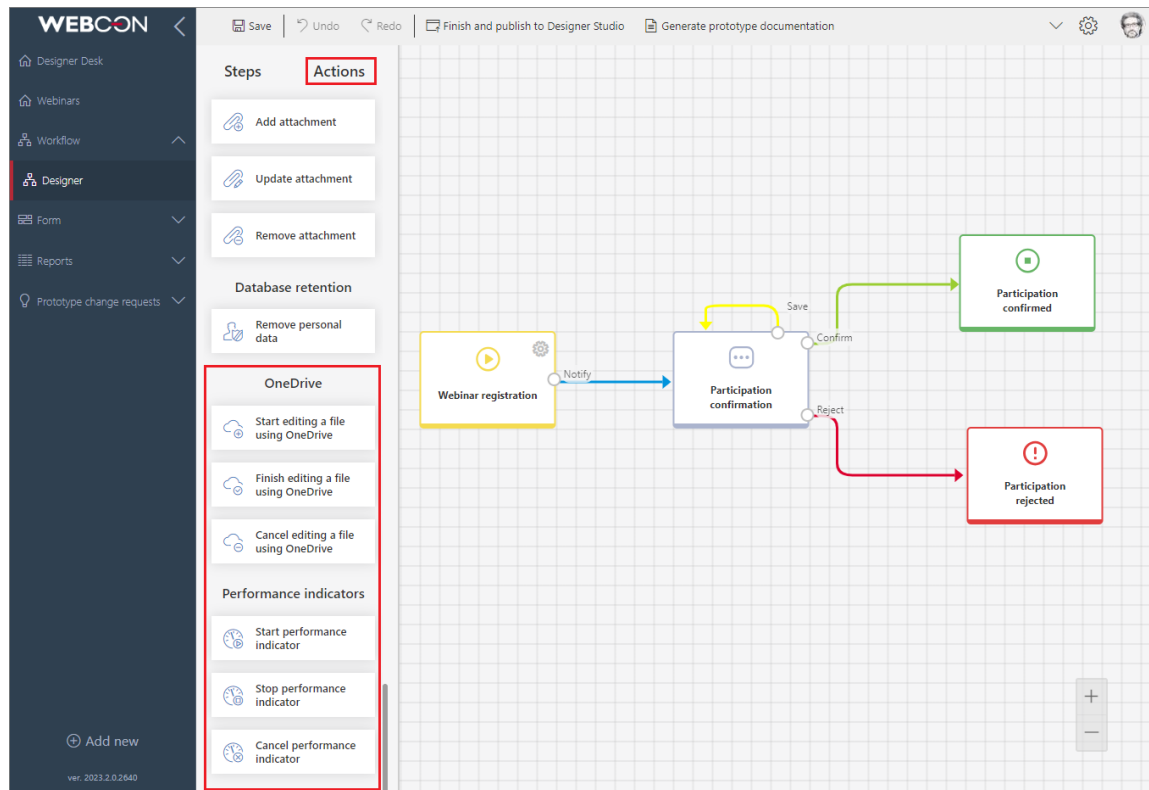 WEBCON
Designer Desk
Webinars
Workflow
Designer
Form
Reports
Prototype change requests
Add new
ver. 2023.2.0.2640
Save
Undo
Redo
Finish and publish to Designer Studio
Generate prototype documentation
Steps
Actions
Add attachment
Update attachment
Remove attachment
Database retention
Remove personal
data
OneDrive
Start editing a file
using OneDrive
Finish editing a file
using OneDrive
Cancel editing a file
using OneDrive
Performance indicators
Start performance
indicator
Stop performance
indicator
Cancel performance
indicator
Webinar registration
Notify
Save
Participation
confirmation
Confirm
Reject
Participation
confirmed
Participation
rejected